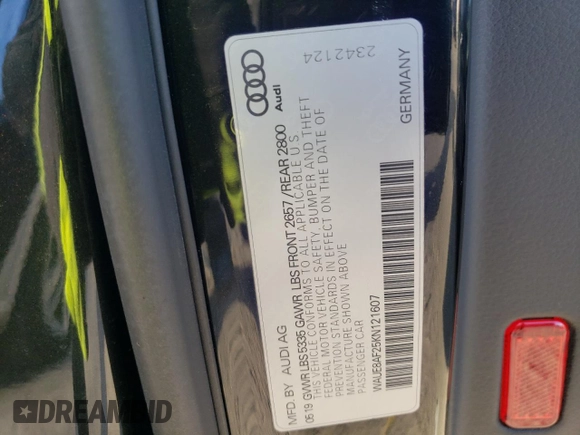 MFD. BY AUDI AG
05-19 GVWR LBS 5335 GAWR LBS FRONT 2657 / REAR 2800
THIS VEHICLE CONFORMS TO ALL APPLICABLE U S
FEDERAL MOTOR VEHICLE SAFETY, BUMPER AND THEFT
PREVENTION STANDARDS IN EFFECT ON THE DATE OF
MANUFACTURE SHOWN ABOVE
PASSENGER CAR
WAUE8AF25KN121607
GERMANY
Audi
2342124
DREAMBID